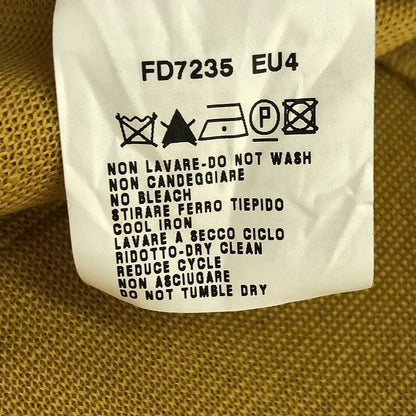 FD7235 EU4
P
NON LAVARE-DO NOT WASH
NON CANDEGGIARE
NO BLEACH
STIRARE FERRO TIEPIDO
COOL IRON
LAVARE A SECCO CICLO
RIDOTTO-DRY CLEAN
REDUCE CYCLE
NON ASCIUGARE
DO NOT TUMBLE DRY